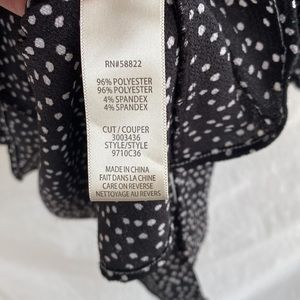 RN#58822
96% POLYESTER
96% POLYESTER
4% SPANDEX
4% SPANDEX
CUT / COUPER
3003436
STYLE/STYLE
9710C36
MADE IN CHINA
FAIT DANS LA CHINE
CARE ON REVERSE
NETTOYAGE AU REVERS